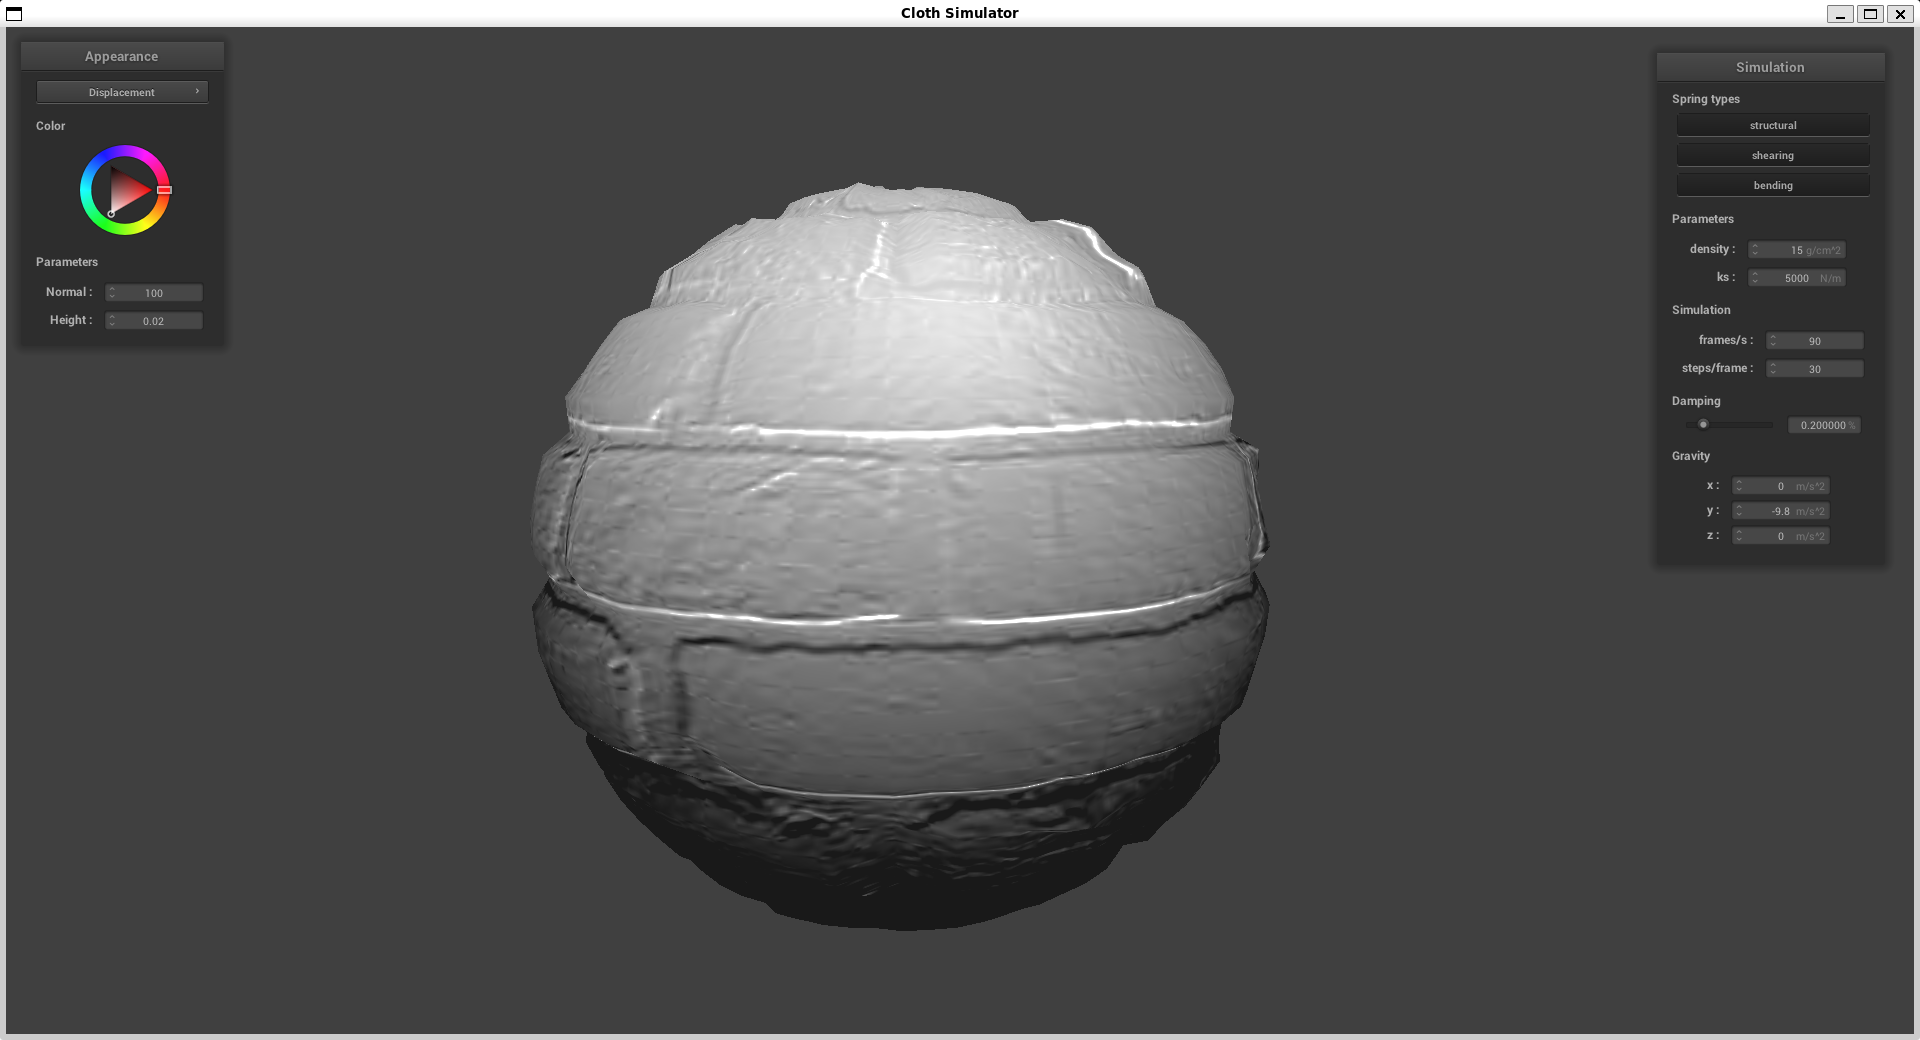 Cloth Simulator
Appearance
Displacement
Color
Parameters
Normal : 100
Height : 0.02
Simulation
Spring types
structural
shearing
bending
Parameters
density : 15 g/cm^2
ks : 5000 N/m
Simulation
frames/s : 90
steps/frame : 30
Damping
0.200000 %
Gravity
x : 0 m/s^2
y : -9.8 m/s^2
z : 0 m/s^2